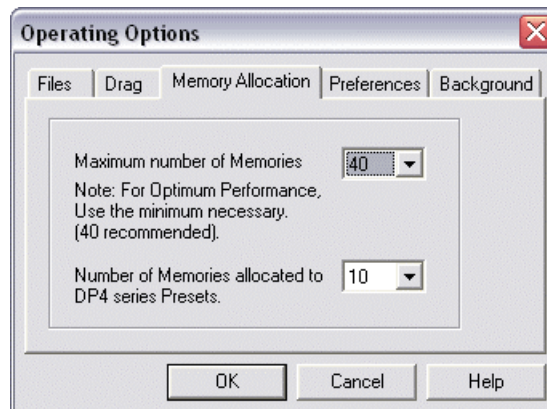 Operating Options
Files
Drag
Memory Allocation
Preferences
Background
Maximum number of Memories
40
Note: For Optimum Performance,
Use the minimum necessary.
(40 recommended).
Number of Memories allocated to
DP4 series Presets.
10
OK
Cancel
Help